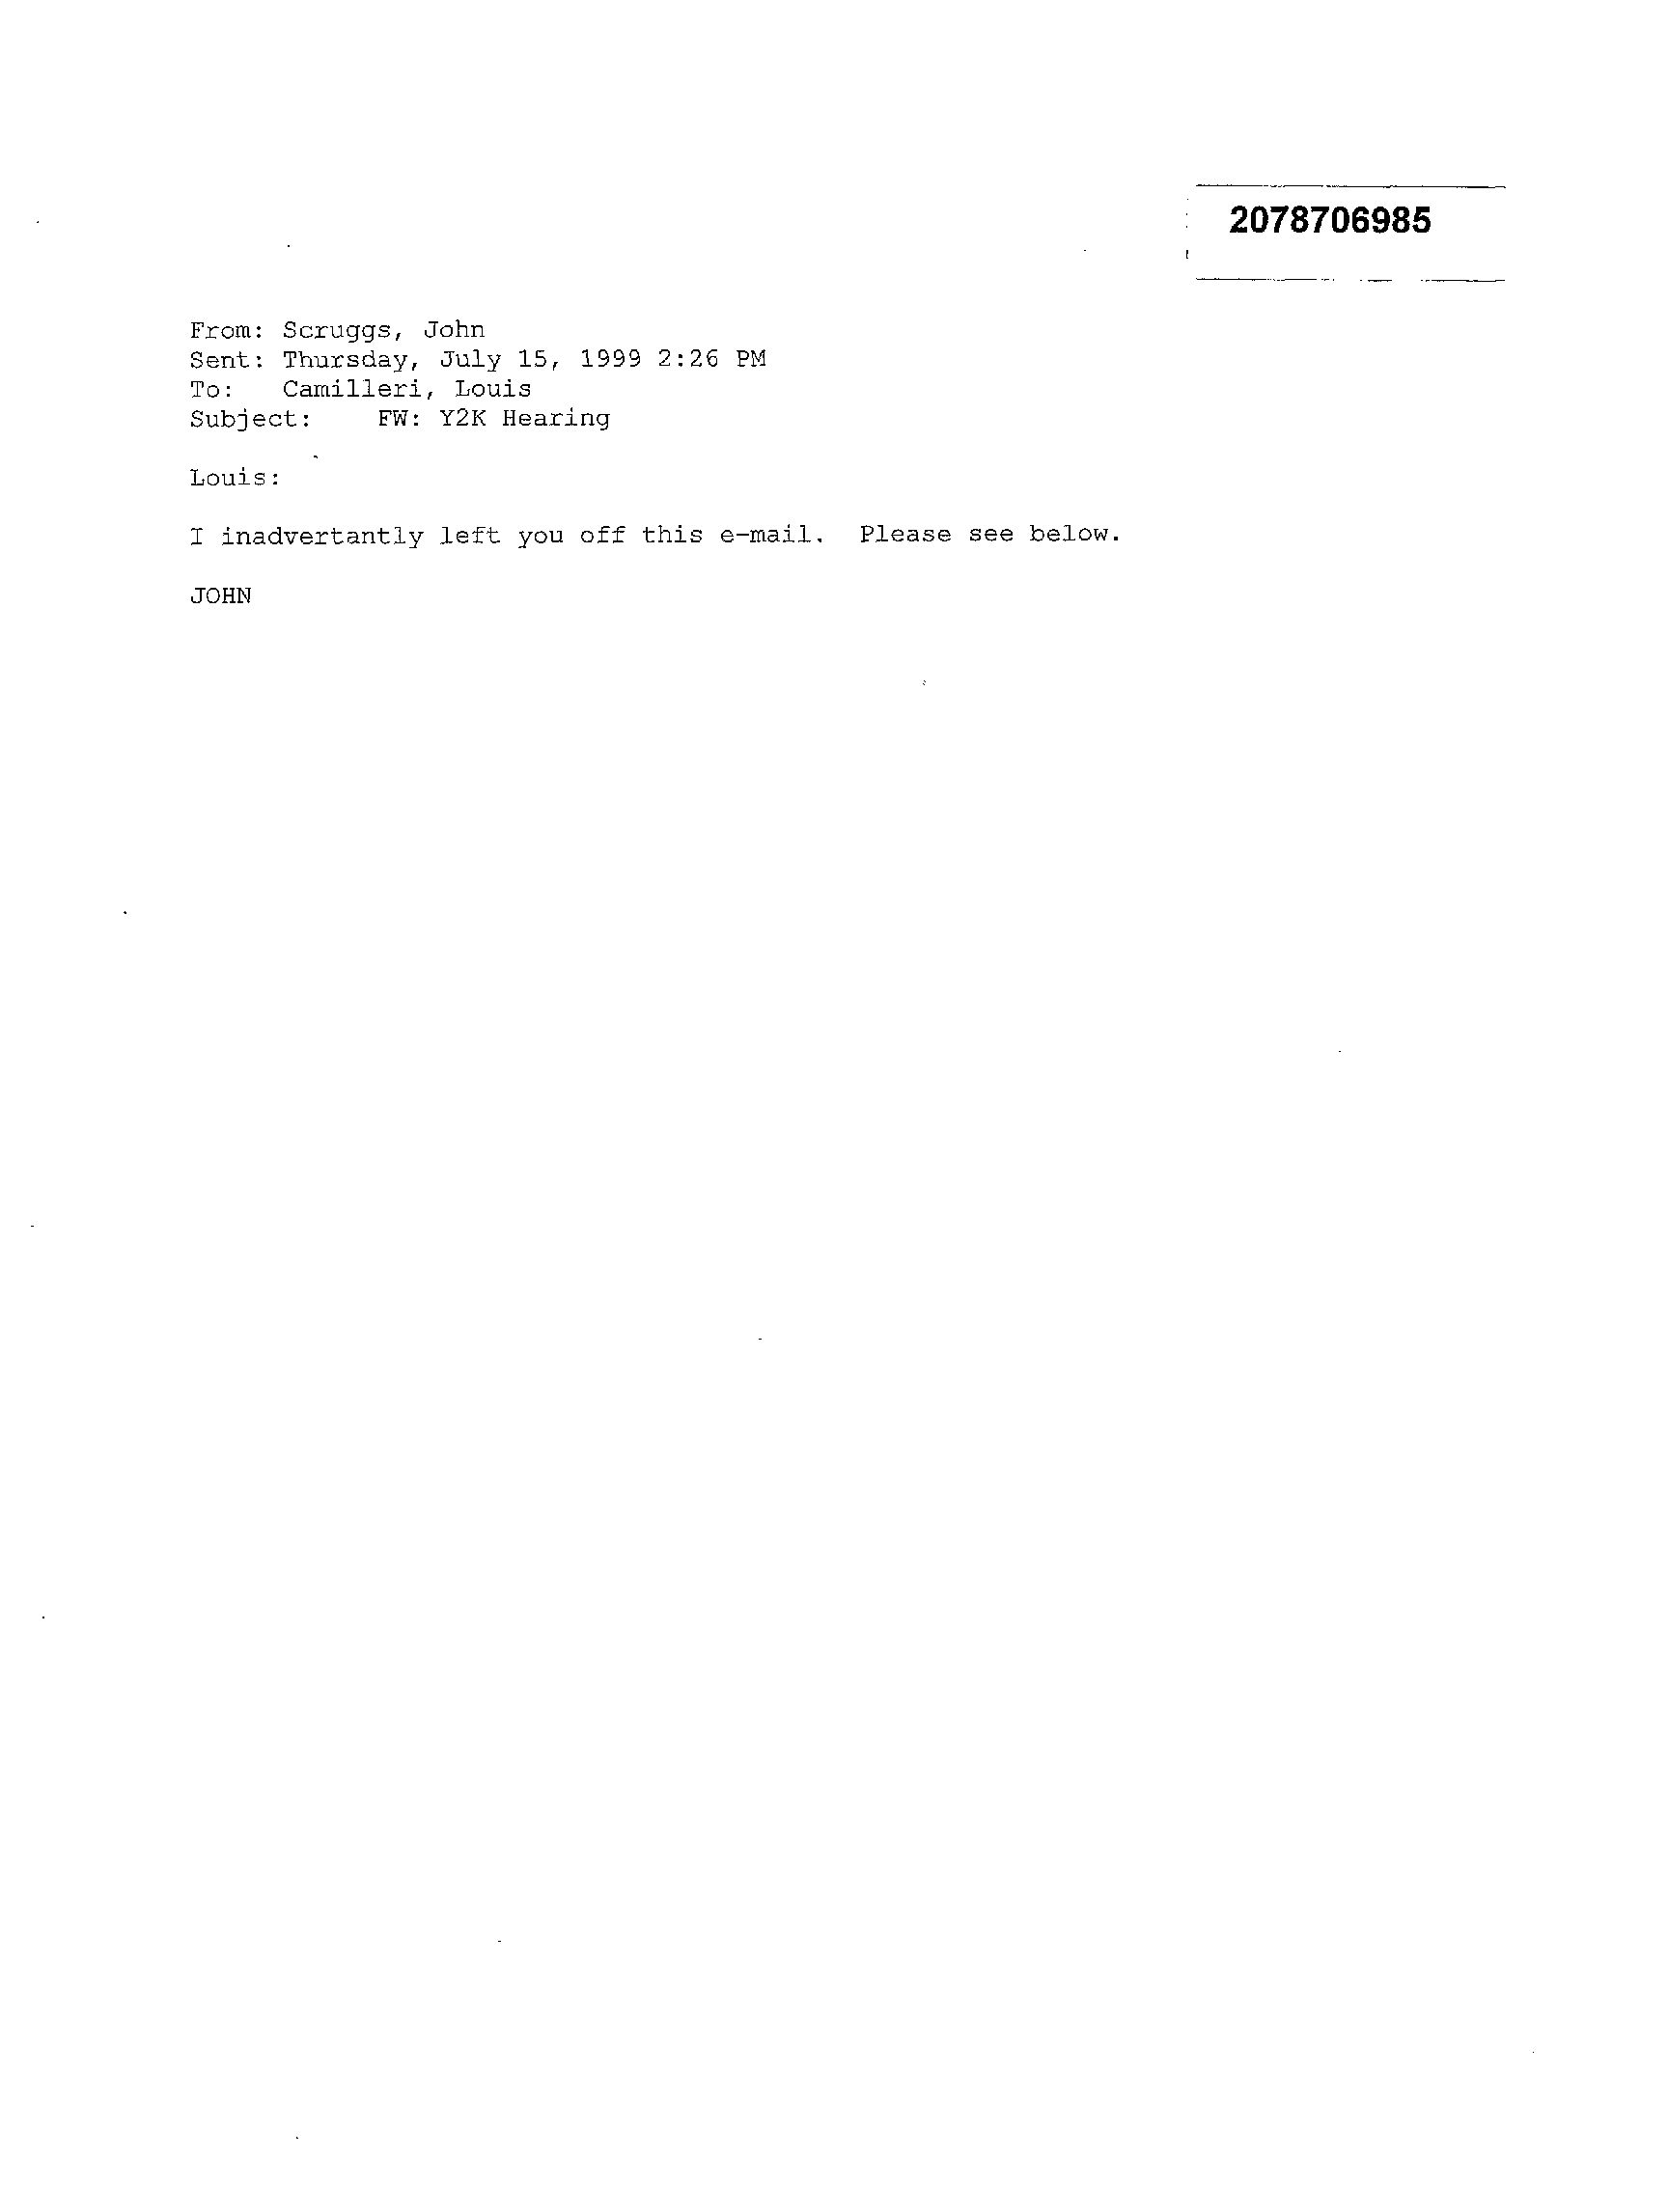 2078706985
From: Scruggs, John
Sent: Thursday, July 15, 1999 2:26 PM
To: Camilleri, Louis
Subject: FW: Y2K Hearing
Louis:
I inadvertantly left you off this e-mail. Please see below.
JOHN